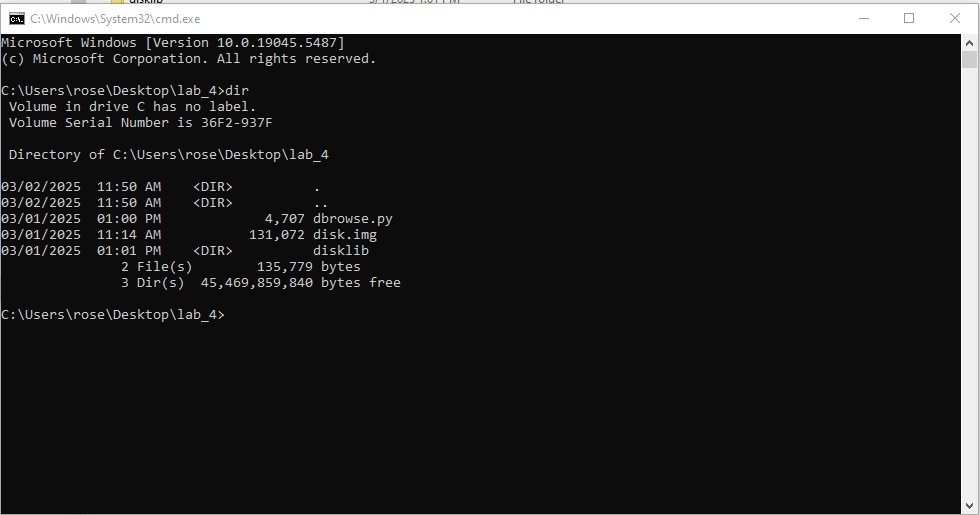 C:\Windows\System32\cmd.exe
Microsoft Windows [Version 10.0.19045.5487]
(c) Microsoft Corporation. All rights reserved.
C:\Users\rose\Desktop\lab_4>dir
 Volume in drive C has no label.
 Volume Serial Number is 36F2-937F
 Directory of C:\Users\rose\Desktop\lab_4
03/02/2025  11:50 AM    <DIR>          .
03/02/2025  11:50 AM    <DIR>          ..
03/01/2025  01:00 PM             4,707 dbrowse.py
03/01/2025  11:14 AM           131,072 disk.img
03/01/2025  01:01 PM    <DIR>          disklib
               2 File(s)        135,779 bytes
               3 Dir(s)  45,469,859,840 bytes free
C:\Users\rose\Desktop\lab_4>